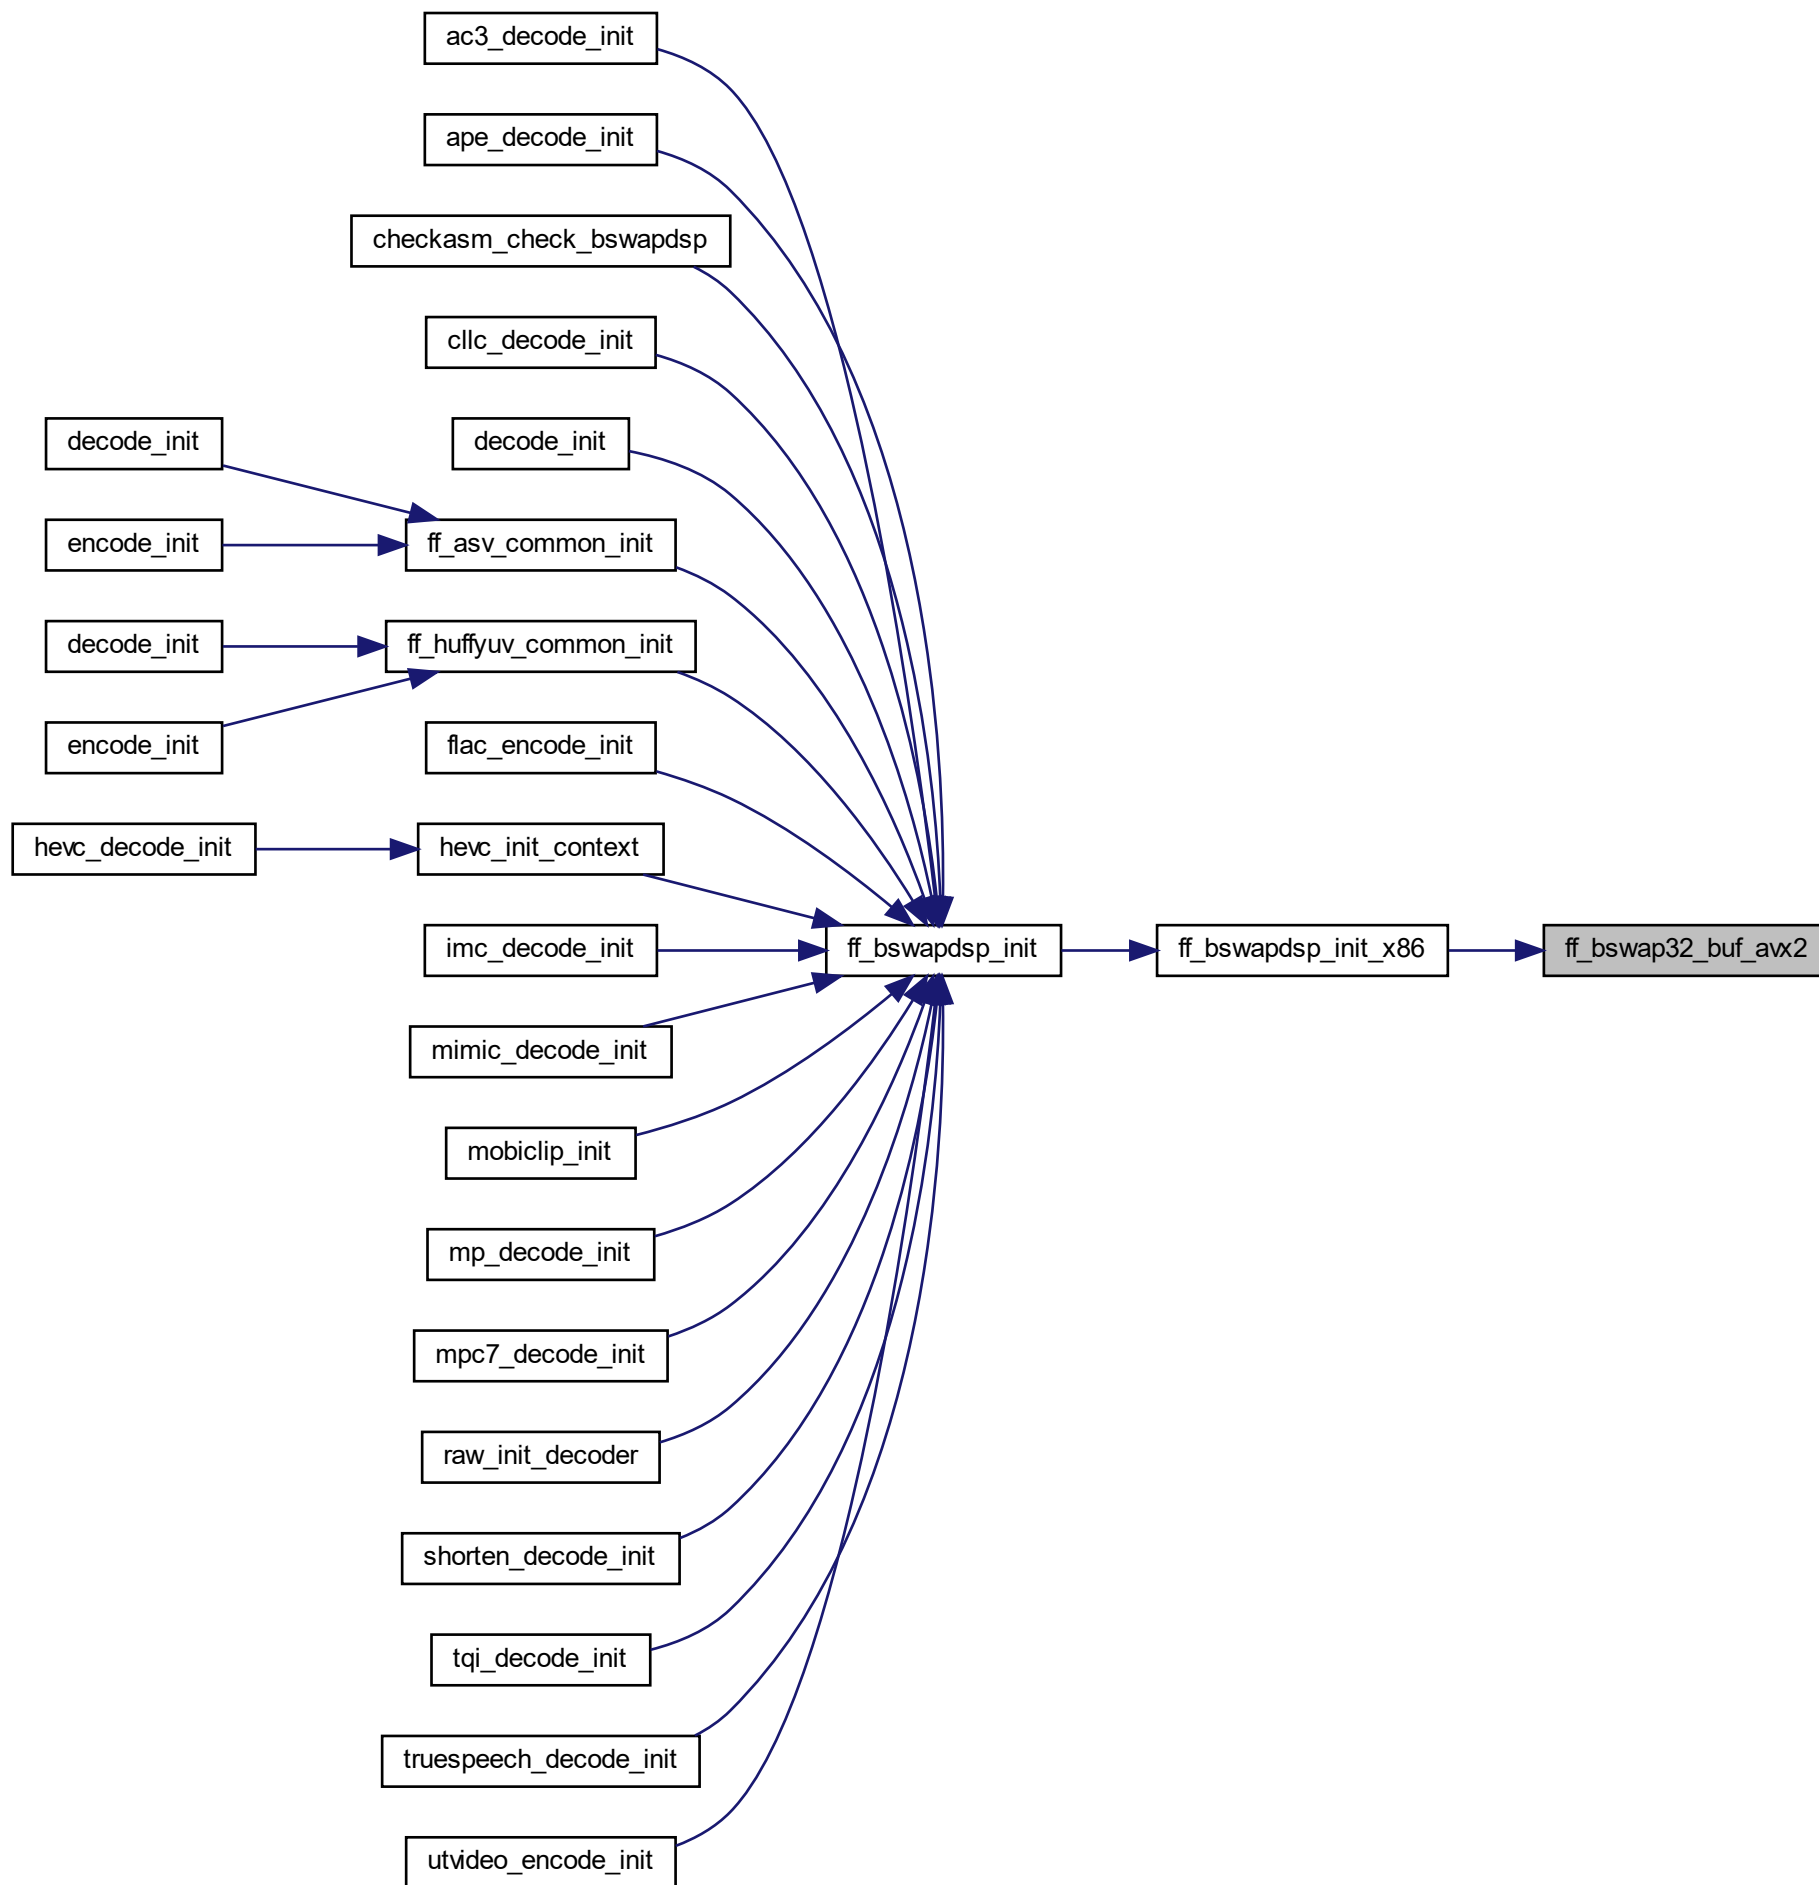 ac3_decode_init
ape_decode_init
checkasm_check_bswapdsp
cllc_decode_init
decode_init
decode_init
encode_init
ff_asv_common_init
decode_init
ff_huffyuv_common_init
encode_init
flac_encode_init
hevc_decode_init
hevc_init_context
imc_decode_init
ff_bswapdsp_init
ff_bswapdsp_init_x86
ff_bswap32_buf_avx2
mimic_decode_init
mobiclip_init
mp_decode_init
mpc7_decode_init
raw_init_decoder
shorten_decode_init
tqi_decode_init
truespeech_decode_init
utvideo_encode_init